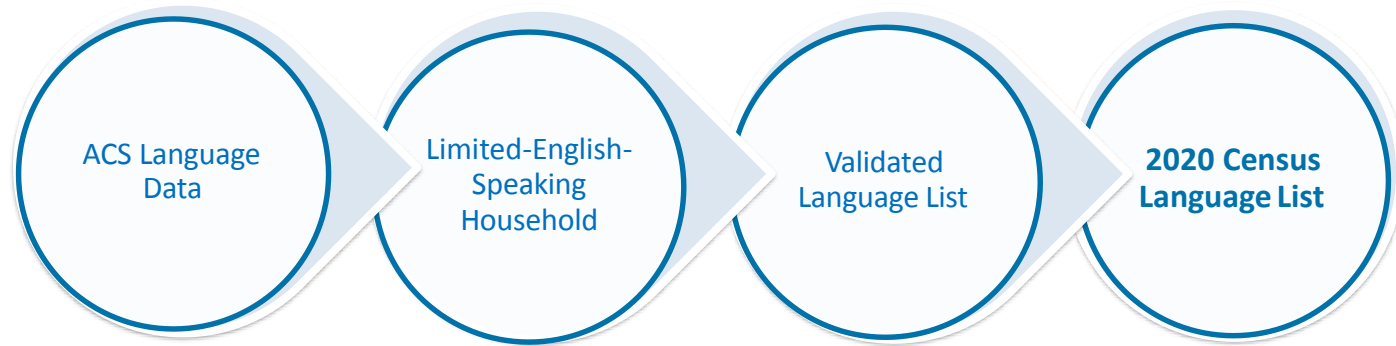 ACS Language
Data
Limited-English-
Speaking
Household
Validated
Language List
2020 Census
Language List